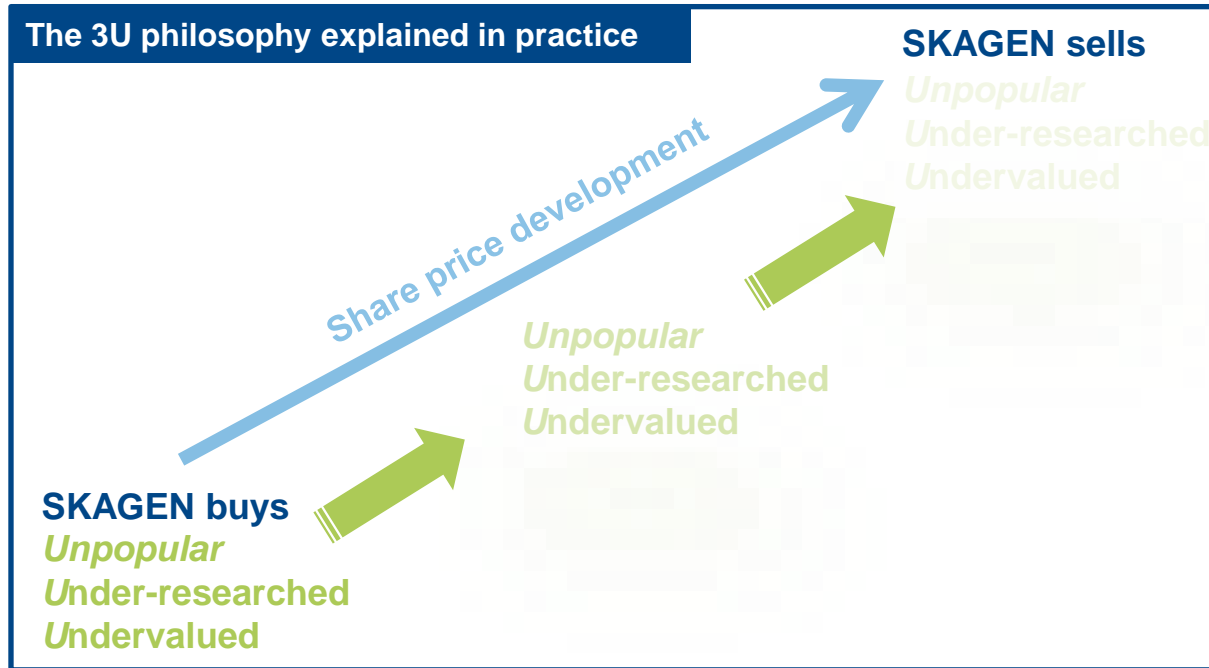 The 3U philosophy explained in practice
SKAGEN sells
Unpopular
Under-researched
Undervalued
Share price development
Unpopular
Under-researched
Undervalued
SKAGEN buys
Unpopular
Under-researched
Undervalued